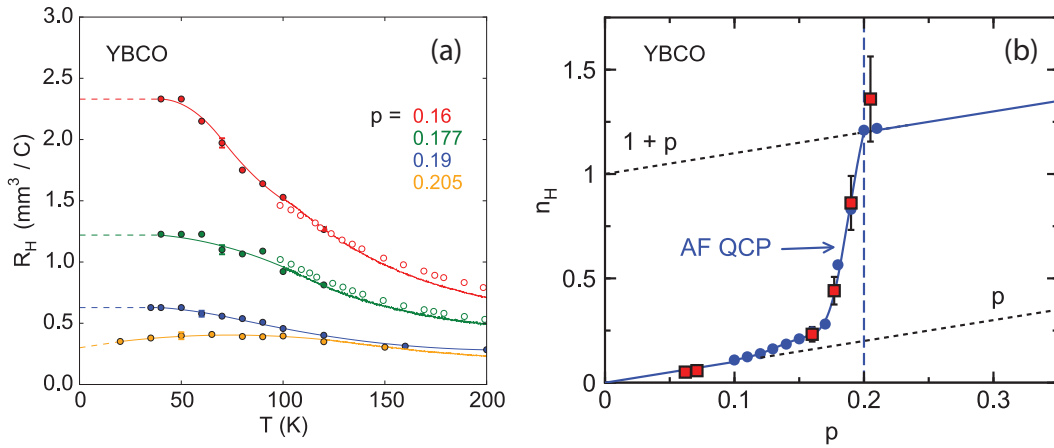 YBCO
(a)
p =
0.16
0.177
0.19
0.205
R_H (mm³ / C)
3.0
2.5
2.0
1.5
1.0
0.5
0.0
0
50
100
150
200
T (K)
YBCO
(b)
1 + p
AF QCP
p
n_H
1.5
1
0.5
0
0
0.1
0.2
0.3
p